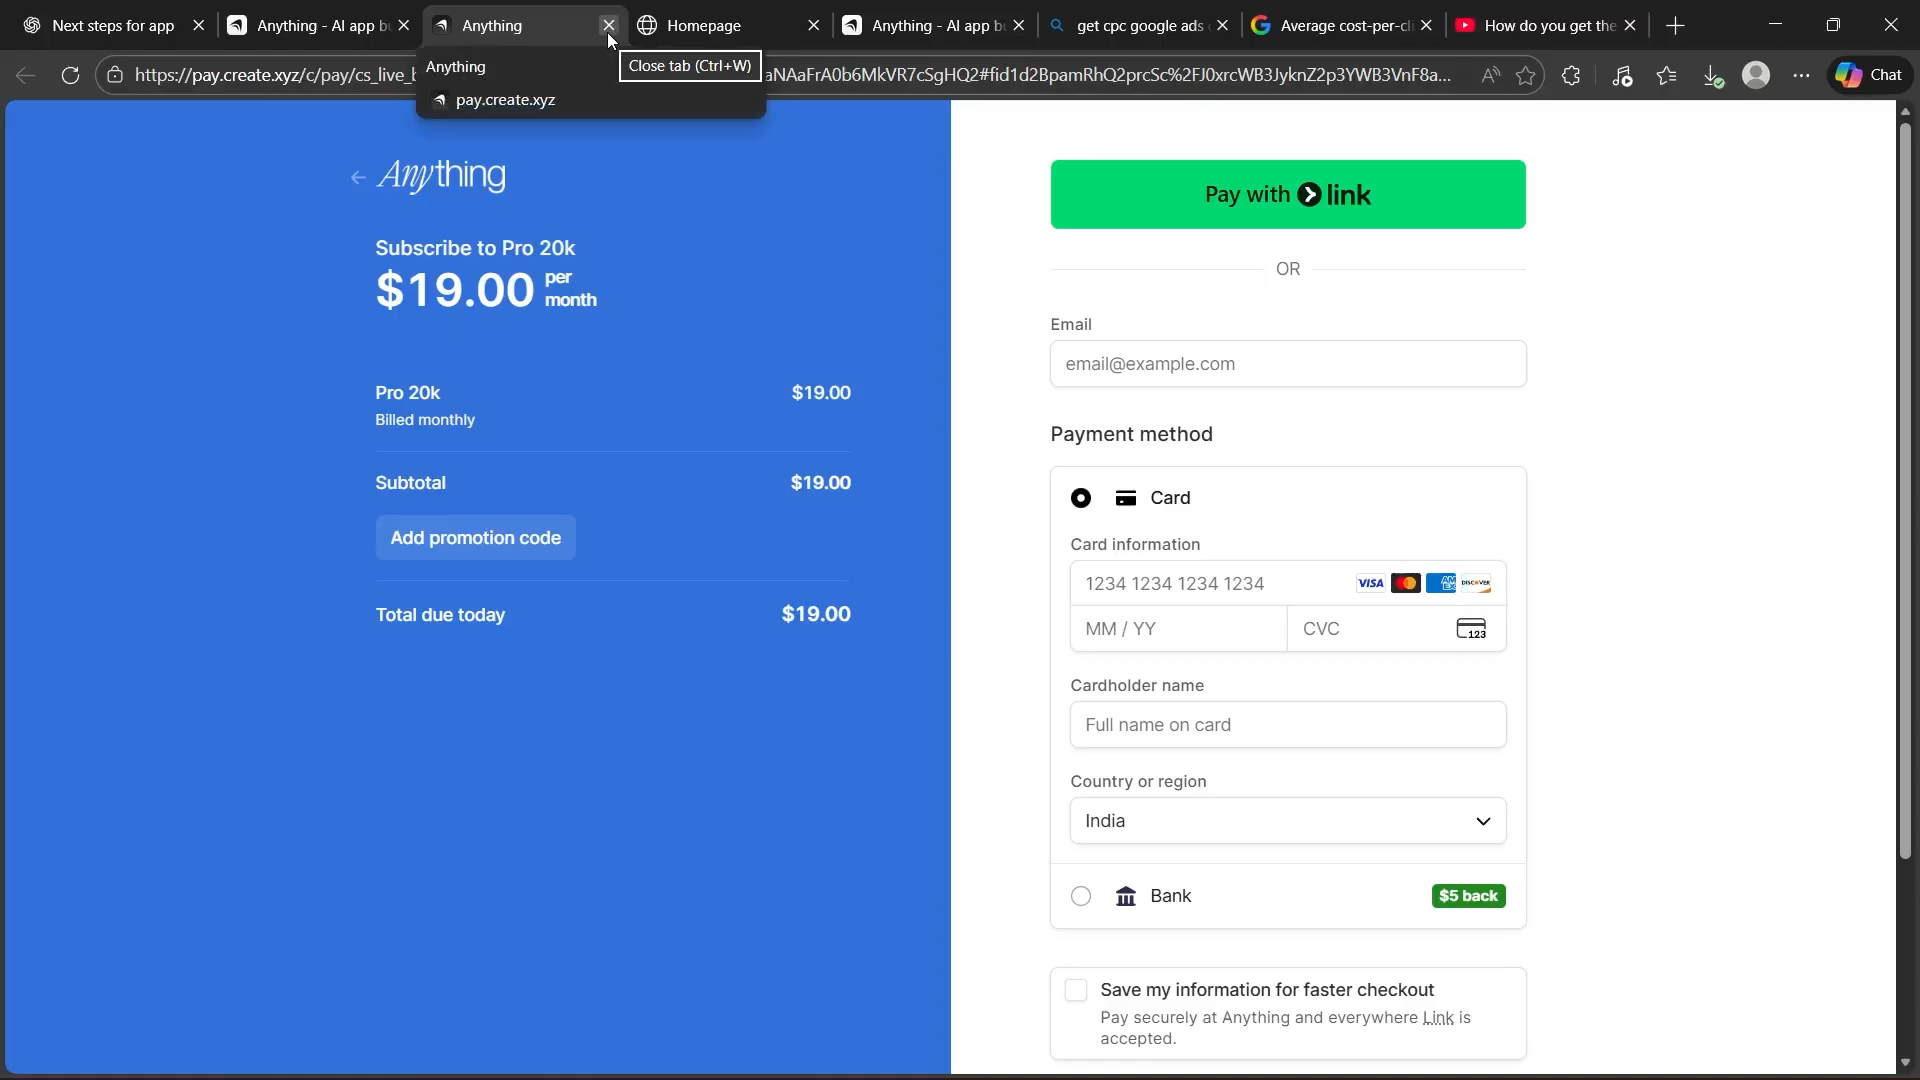 Next steps for app
Anything - AI app b
Anything
Homepage
Anything - AI app b
get cpc google ads
Average cost-per-cli
How do you get the
https://pay.create.xyz/c/pay/cs_live_
aNAaFrA0b6MkVR7cSgHQ2#fid1d2BpamRhQ2prcSc%2FJ0xrcWB3JyknZ2p3YWB3VnF8a...
Chat
Anything
pay.create.xyz
Close tab (Ctrl+W)
Anything
Subscribe to Pro 20k
$19.00 per
month
Pro 20k $19.00
Billed monthly
Subtotal $19.00
Add promotion code
Total due today $19.00
Pay with link
OR
Email
email@example.com
Payment method
Card
Card information
1234 1234 1234 1234 VISA AMEX DISCOVER
MM / YY CVC 123
Cardholder name
Full name on card
Country or region
India
Bank $5 back
Save my information for faster checkout
Pay securely at Anything and everywhere Link is
accepted.